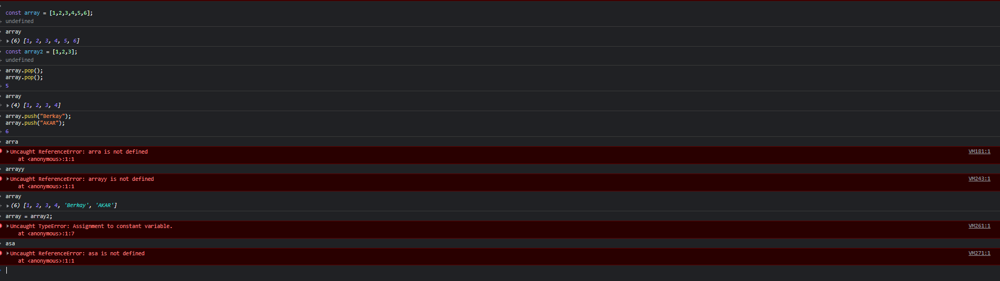 const array = [1,2,3,4,5,6];
undefined
array
(6) [1, 2, 3, 4, 5, 6]
const array2 = [1,2,3];
undefined
array.pop();
array.pop();
5
array
(4) [1, 2, 3, 4]
array.push("Berkay");
array.push("AKAR");
6
arra
Uncaught ReferenceError: arra is not defined VM181:1
at <anonymous>:1:1
arrayy
Uncaught ReferenceError: arrayy is not defined VM243:1
at <anonymous>:1:1
array
(6) [1, 2, 3, 4, 'Berkay', 'AKAR']
array = array2;
Uncaught TypeError: Assignment to constant variable. VM261:1
at <anonymous>:1:7
asa
Uncaught ReferenceError: asa is not defined VM271:1
at <anonymous>:1:1